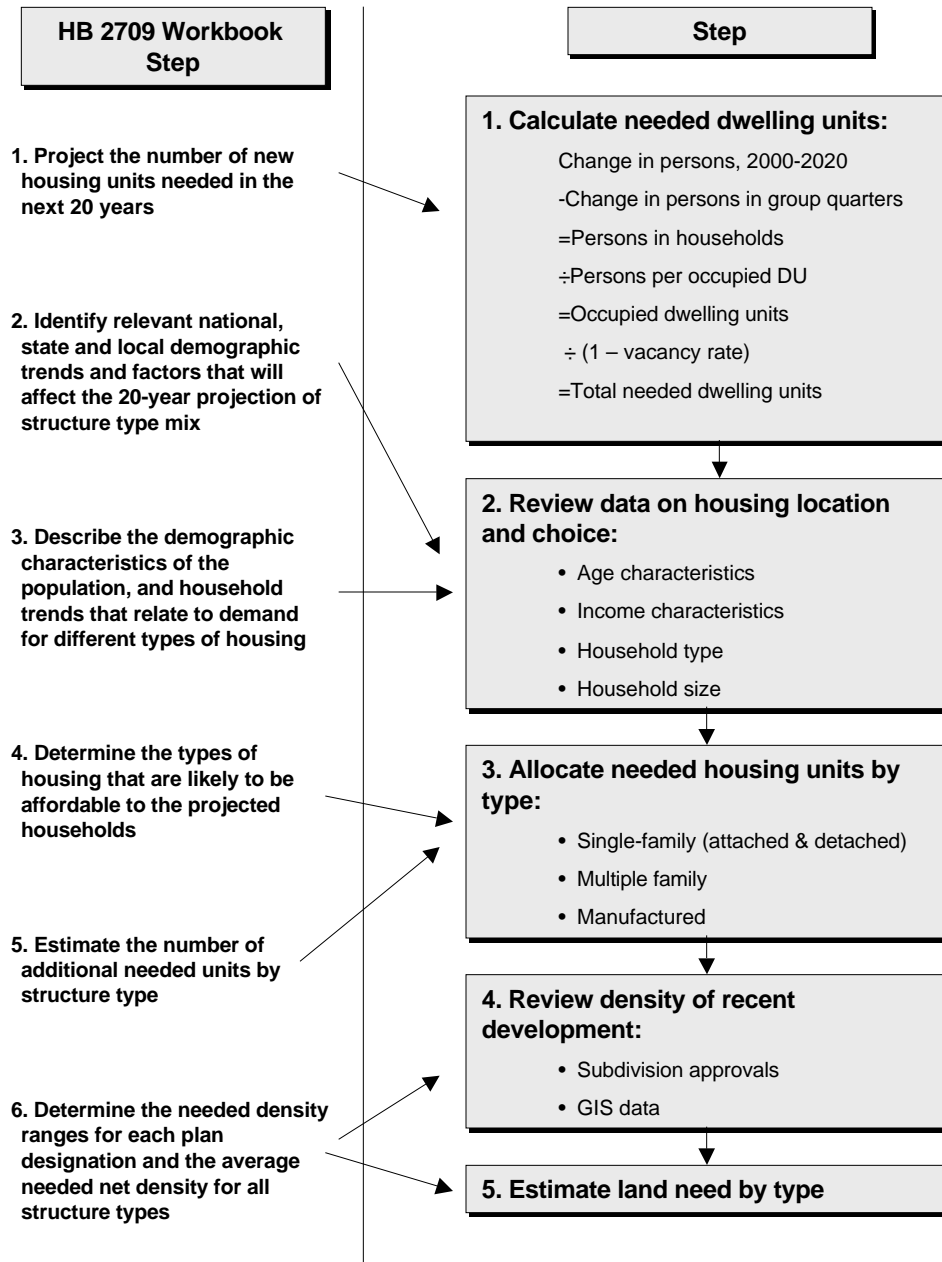 HB 2709 Workbook
Step
1. Project the number of new
housing units needed in the
next 20 years
2. Identify relevant national,
state and local demographic
trends and factors that will
affect the 20-year projection of
structure type mix
3. Describe the demographic
characteristics of the
population, and household
trends that relate to demand
for different types of housing
4. Determine the types of
housing that are likely to be
affordable to the projected
households
5. Estimate the number of
additional needed units by
structure type
6. Determine the needed density
ranges for each plan
designation and the average
needed net density for all
structure types
Step
1. Calculate needed dwelling units:
Change in persons, 2000-2020
-Change in persons in group quarters
=Persons in households
÷Persons per occupied DU
=Occupied dwelling units
÷ (1 – vacancy rate)
=Total needed dwelling units
2. Review data on housing location
and choice:
• Age characteristics
• Income characteristics
• Household type
• Household size
3. Allocate needed housing units by
type:
• Single-family (attached & detached)
• Multiple family
• Manufactured
4. Review density of recent
development:
• Subdivision approvals
• GIS data
5. Estimate land need by type